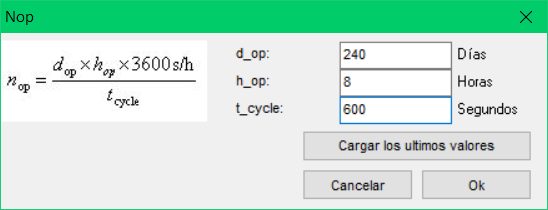 Nop
n_op = (d_op × h_op × 3600 s/h) / t_cycle
d_op: 240 Días
h_op: 8 Horas
t_cycle: 600 Segundos
Cargar los ultimos valores
Cancelar Ok